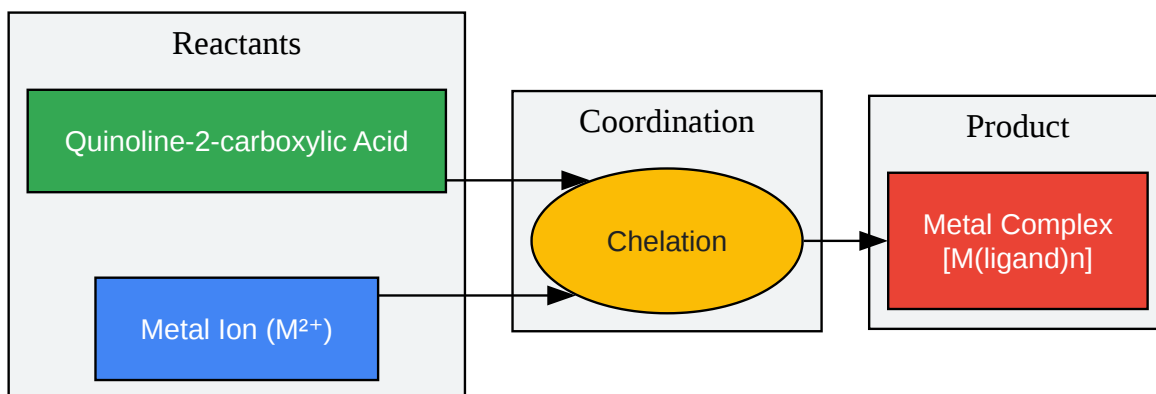 Reactants
Quinoline-2-carboxylic Acid
Metal Ion (M²⁺)
Coordination
Chelation
Product
Metal Complex
[M(ligand)n]